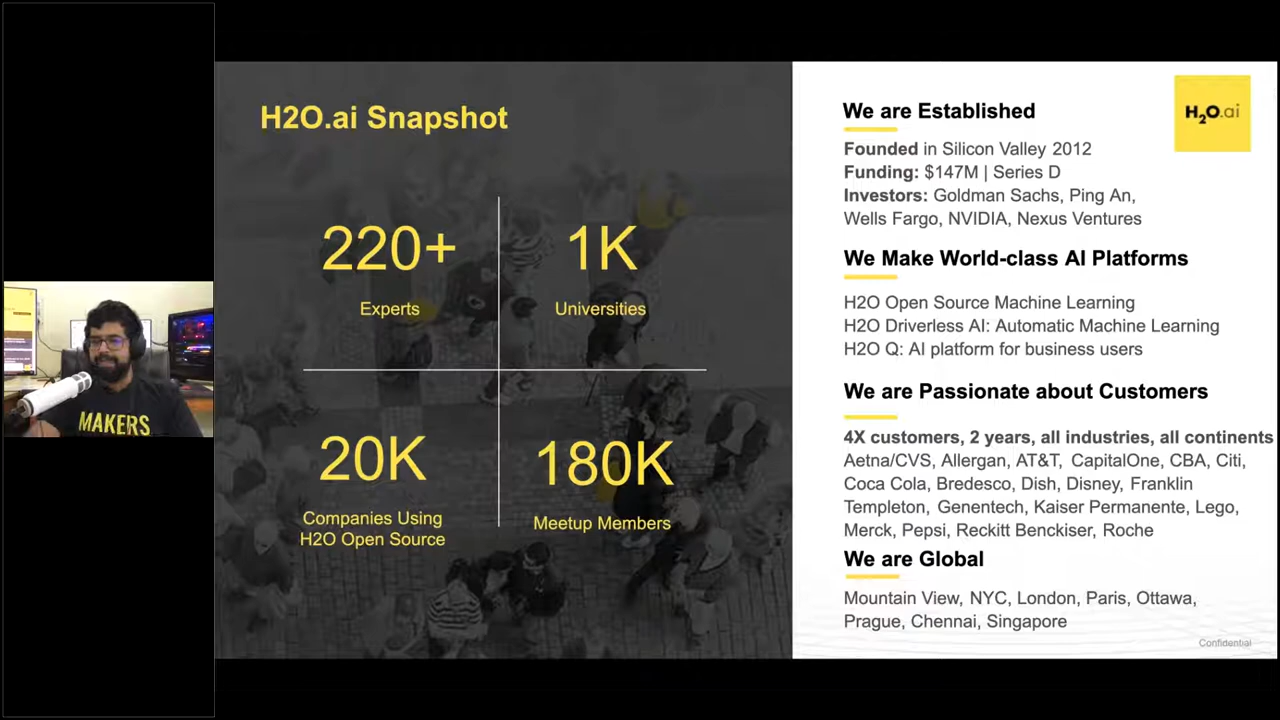 H2O.ai Snapshot
220+
Experts
1K
Universities
20K
Companies Using
H2O Open Source
180K
Meetup Members
H2O.ai
We are Established
Founded in Silicon Valley 2012
Funding: $147M | Series D
Investors: Goldman Sachs, Ping An,
Wells Fargo, NVIDIA, Nexus Ventures
We Make World-class AI Platforms
H2O Open Source Machine Learning
H2O Driverless AI: Automatic Machine Learning
H2O Q: AI platform for business users
We are Passionate about Customers
4X customers, 2 years, all industries, all continents
Aetna/CVS, Allergan, AT&T, CapitalOne, CBA, Citi,
Coca Cola, Bredesco, Dish, Disney, Franklin
Templeton, Genentech, Kaiser Permanente, Lego,
Merck, Pepsi, Reckitt Benckiser, Roche
We are Global
Mountain View, NYC, London, Paris, Ottawa,
Prague, Chennai, Singapore
Confidential
MAKERS